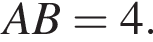 AB = 4.